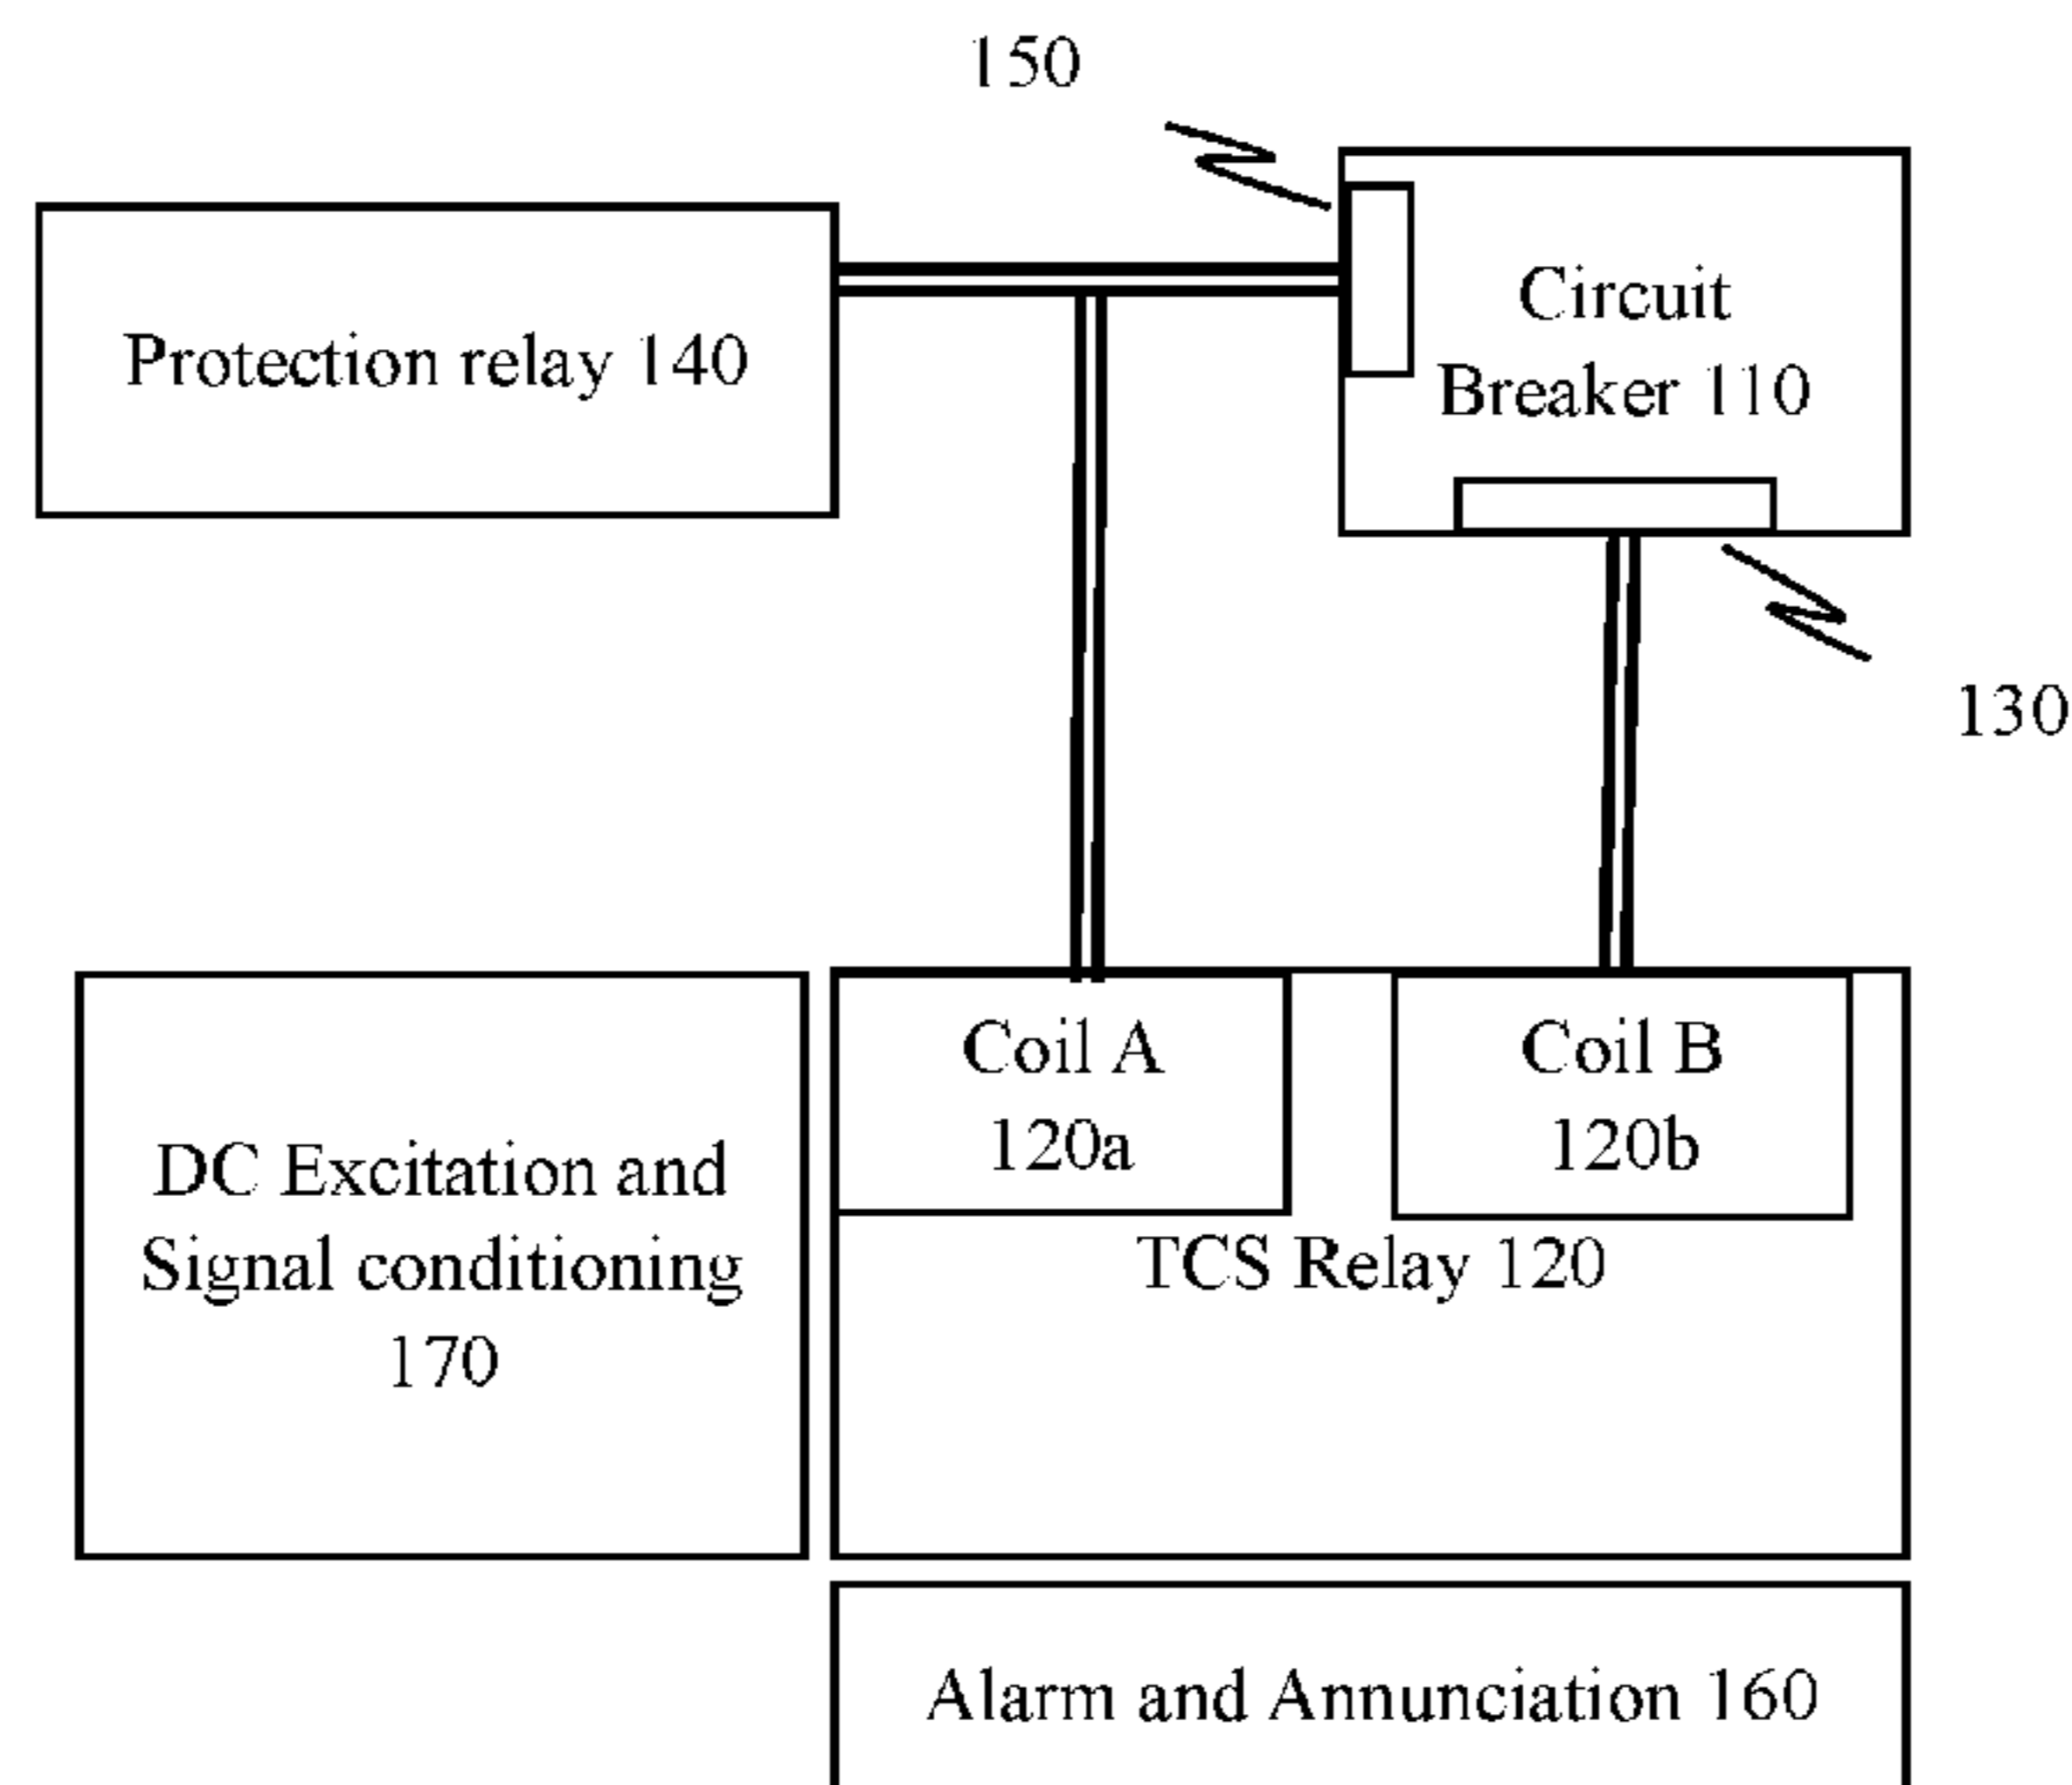 150
Circuit
Breaker 110
Protection relay 140
130
Coil A
120a
Coil B
120b
DC Excitation and
Signal conditioning
170
TCS Relay 120
Alarm and Annunciation 160